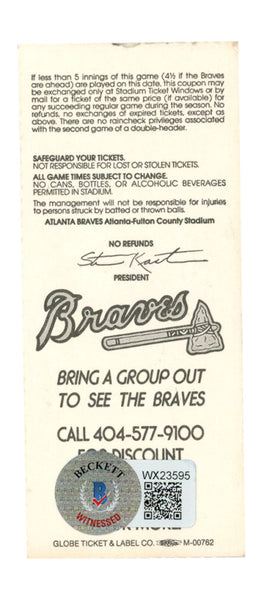 If less than 5 innings of this game (4½ if the Braves
are ahead) are played on this date, this coupon may
be exchanged only at Stadium Ticket Windows or by
mail for a ticket of the same price (if available) for
any succeeding regular game during the season. No
refunds, no exchanges of expired tickets, except as
above. There are no raincheck privileges associated
with the second game of a double-header.
SAFEGUARD YOUR TICKETS.
NOT RESPONSIBLE FOR LOST OR STOLEN TICKETS.
ALL GAME TIMES SUBJECT TO CHANGE.
NO CANS, BOTTLES, OR ALCOHOLIC BEVERAGES
PERMITTED IN STADIUM.
The management will not be responsible for injuries
to persons struck by batted or thrown balls.
ATLANTA BRAVES Atlanta-Fulton County Stadium
NO REFUNDS
PRESIDENT
Braves
BRING A GROUP OUT
TO SEE THE BRAVES
CALL 404-577-9100
DISCOUNT
BECKETT
B
WITNESSED
WX23595
MORE
GLOBE TICKET & LABEL CO. M-00762